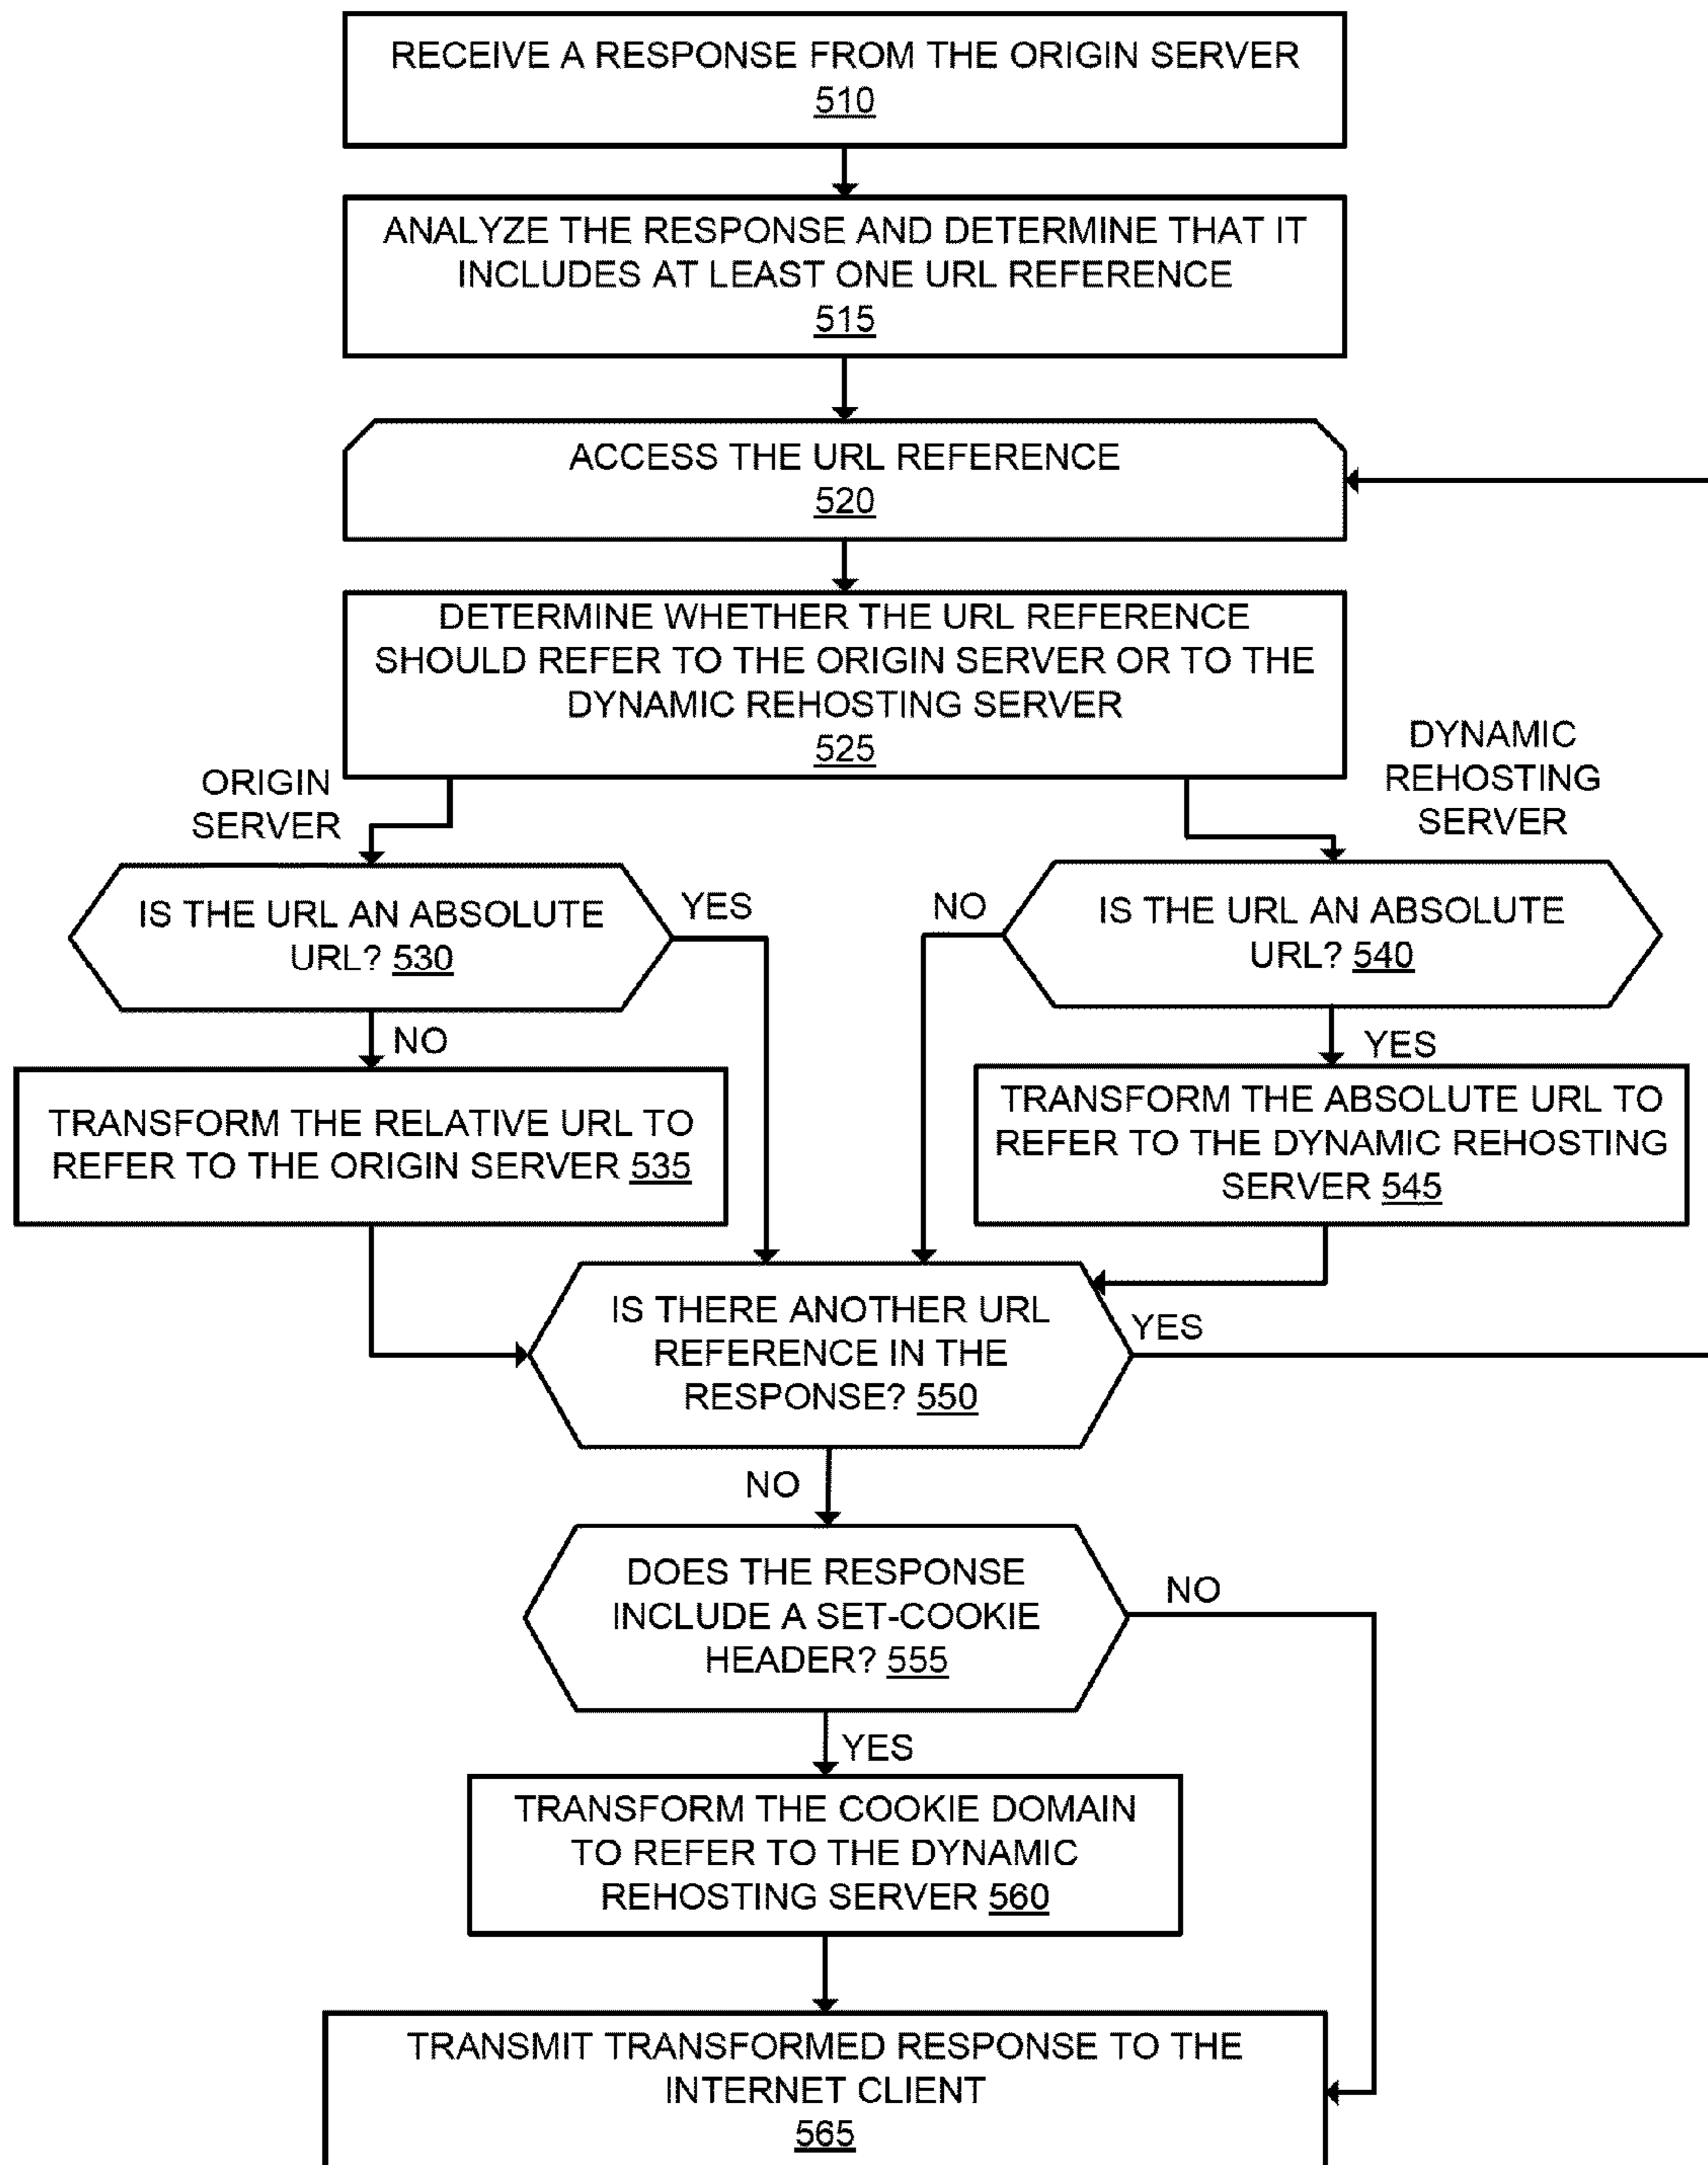 RECEIVE A RESPONSE FROM THE ORIGIN SERVER
510
ANALYZE THE RESPONSE AND DETERMINE THAT IT
INCLUDES AT LEAST ONE URL REFERENCE
515
ACCESS THE URL REFERENCE
520
DETERMINE WHETHER THE URL REFERENCE
SHOULD REFER TO THE ORIGIN SERVER OR TO THE
DYNAMIC REHOSTING SERVER
525
ORIGIN
SERVER
DYNAMIC
REHOSTING
SERVER
IS THE URL AN ABSOLUTE
URL? 530
YES
NO
NO
IS THE URL AN ABSOLUTE
URL? 540
YES
TRANSFORM THE RELATIVE URL TO
REFER TO THE ORIGIN SERVER 535
TRANSFORM THE ABSOLUTE URL TO
REFER TO THE DYNAMIC REHOSTING
SERVER 545
IS THERE ANOTHER URL
REFERENCE IN THE
RESPONSE? 550
YES
NO
DOES THE RESPONSE
INCLUDE A SET-COOKIE
HEADER? 555
NO
YES
TRANSFORM THE COOKIE DOMAIN
TO REFER TO THE DYNAMIC
REHOSTING SERVER 560
TRANSMIT TRANSFORMED RESPONSE TO THE
INTERNET CLIENT
565